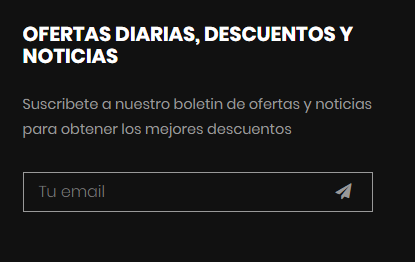 OFERTAS DIARIAS, DESCUENTOS Y
NOTICIAS
Suscribete a nuestro boletin de ofertas y noticias
para obtener los mejores descuentos
Tu email